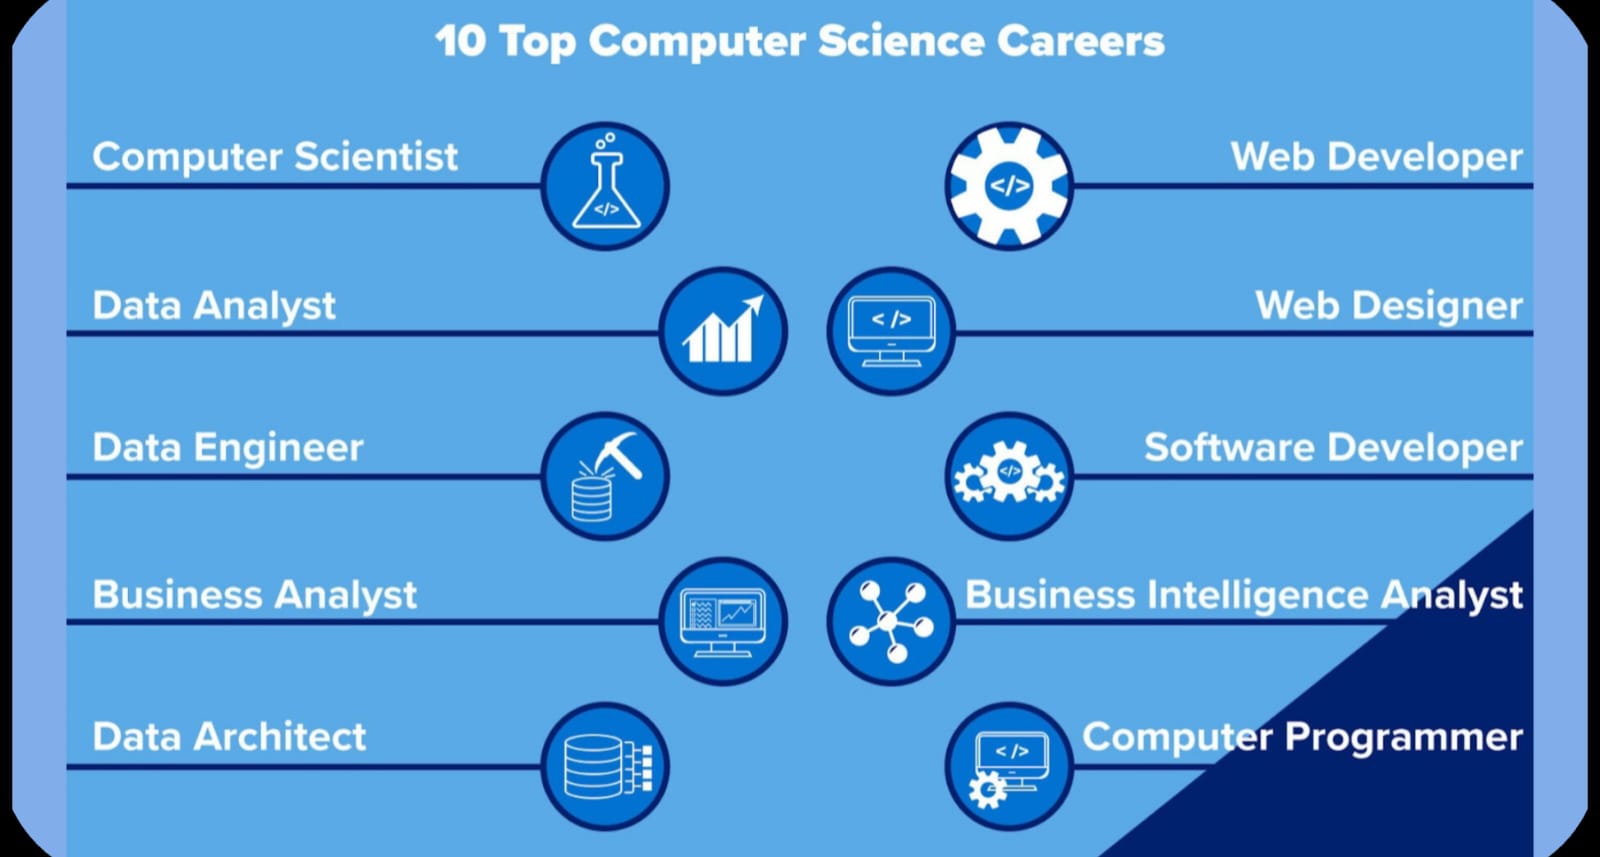 10 Top Computer Science Careers
Computer Scientist
Data Analyst
Data Engineer
Business Analyst
Data Architect
Web Developer
Web Designer
Software Developer
Business Intelligence Analyst
Computer Programmer
</>
</>
< />
</>
< />